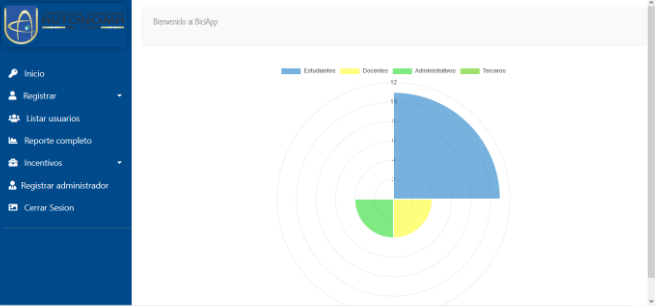 Bienvenido al BiciApp
Inicio
Registrar
Listar usuarios
Reporte completo
Incentivos
Registrar administrador
Cerrar Sesion
Estudiantes Docentes Administrativos Terceros
12
10
8
6
4
2